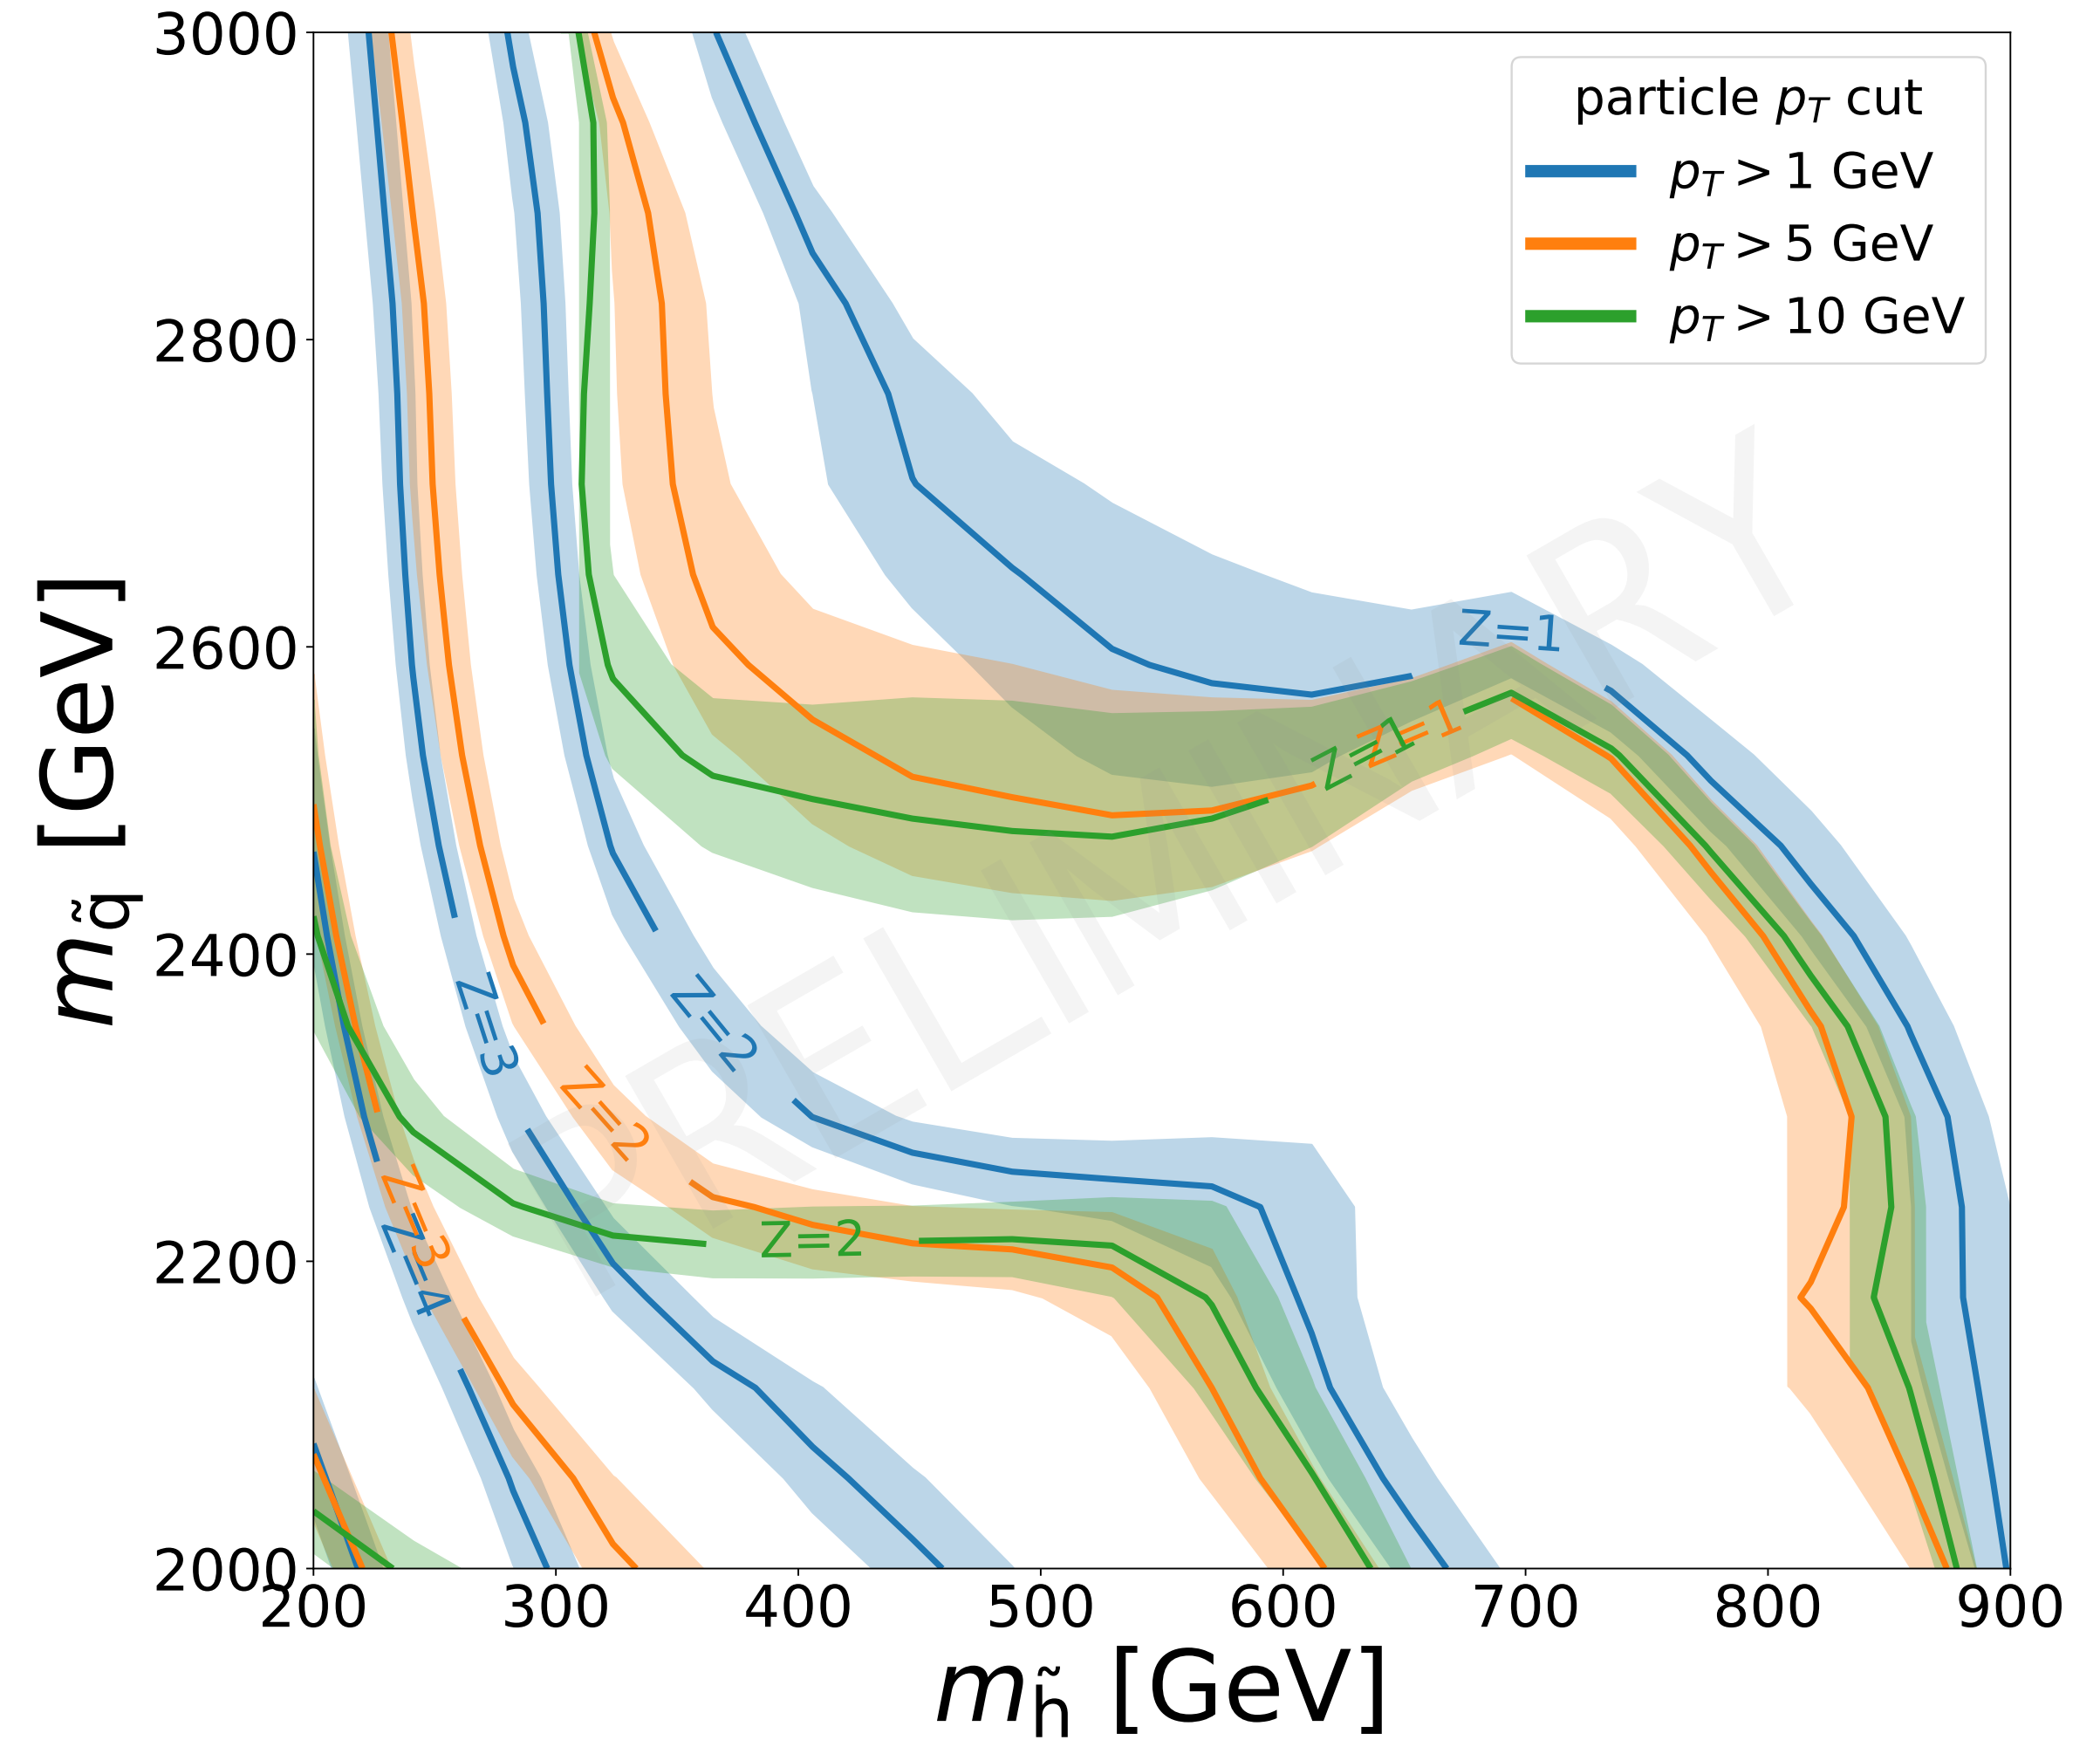 3000
2800
2600
2400
2200
2000
m_q̃ [GeV]
particle p_T cut
p_T > 1 GeV
p_T > 5 GeV
p_T > 10 GeV
PRELIMINARY
Z=1
Z=1
Z=1
Z=3
Z=2
Z=2
Z=2
Z=3
Z=4
200
300
400
500
600
700
800
900
m_h̃ [GeV]